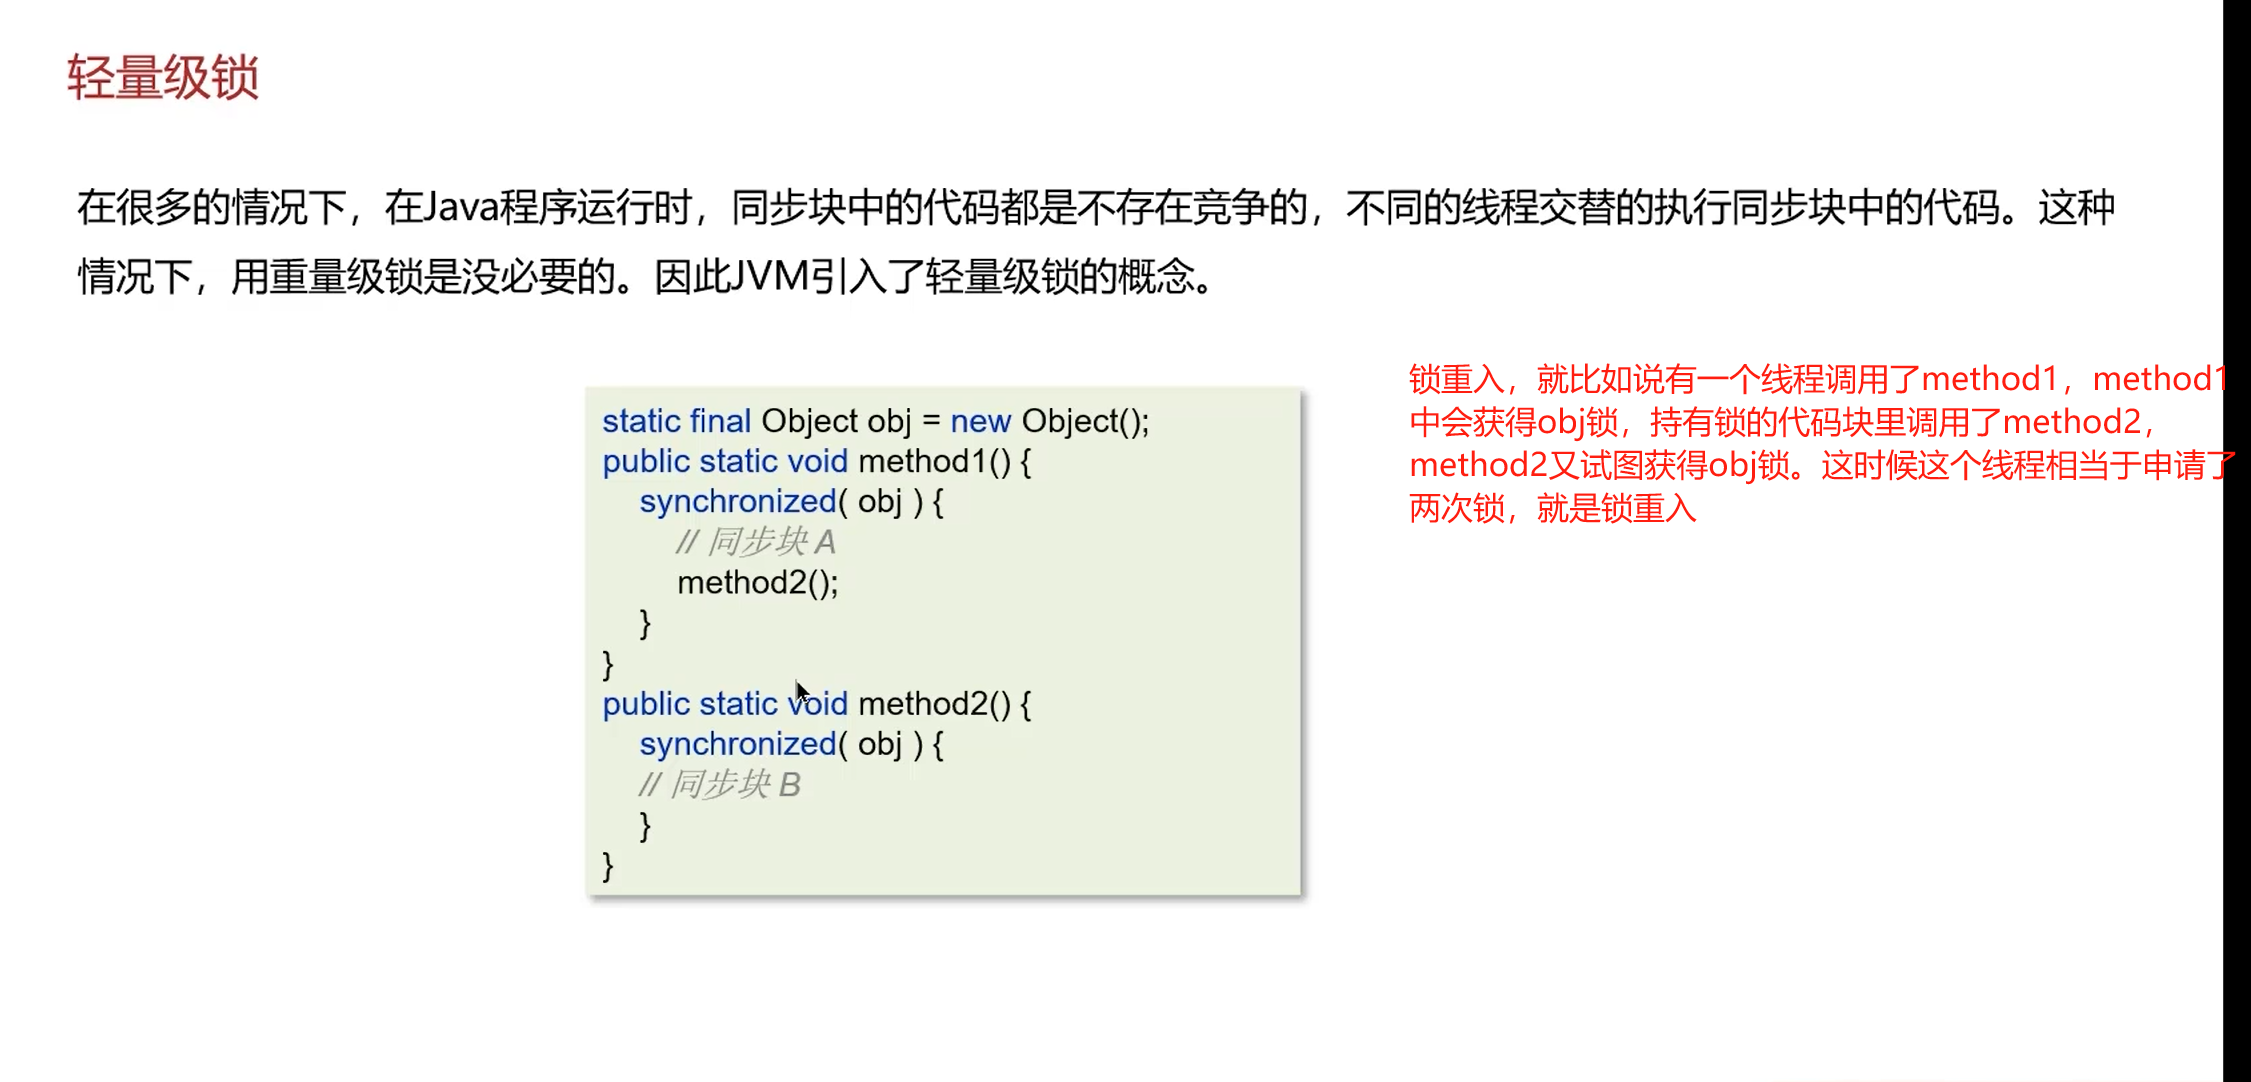 轻量级锁
在很多的情况下，在Java程序运行时，同步块中的代码都是不存在竞争的，不同的线程交替的执行同步块中的代码。这种
情况下，用重量级锁是没必要的。因此JVM引入了轻量级锁的概念。
static final Object obj = new Object();
public static void method1() {
synchronized( obj ) {
// 同步块 A
method2();
}
}
public static void method2() {
synchronized( obj ) {
// 同步块 B
}
}
锁重入，就比如说有一个线程调用了method1，method1
中会获得obj锁，持有锁的代码块里调用了method2，
method2又试图获得obj锁。这时候这个线程相当于申请了
两次锁，就是锁重入